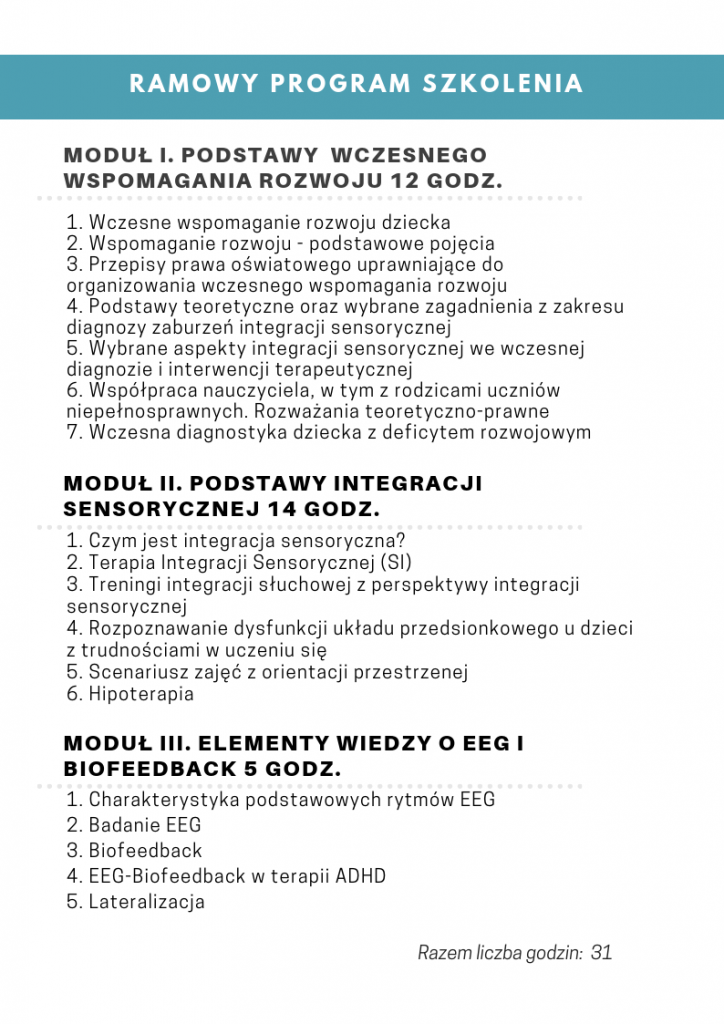 RAMOWY PROGRAM SZKOLENIA
MODUŁ I. PODSTAWY WCZESNEGO
WSPOMAGANIA ROZWOJU 12 GODZ.
1. Wczesne wspomaganie rozwoju dziecka
2. Wspomaganie rozwoju - podstawowe pojęcia
3. Przepisy prawa oświatowego uprawniające do
organizowania wczesnego wspomagania rozwoju
4. Podstawy teoretyczne oraz wybrane zagadnienia z zakresu
diagnozy zaburzeń integracji sensorycznej
5. Wybrane aspekty integracji sensorycznej we wczesnej
diagnozie i interwencji terapeutycznej
6. Współpraca nauczyciela, w tym z rodzicami uczniów
niepełnosprawnych. Rozważania teoretyczno-prawne
7. Wczesna diagnostyka dziecka z deficytem rozwojowym
MODUŁ II. PODSTAWY INTEGRACJI
SENSORYCZNEJ 14 GODZ.
1. Czym jest integracja sensoryczna?
2. Terapia Integracji Sensorycznej (SI)
3. Treningi integracji słuchowej z perspektywy integracji
sensorycznej
4. Rozpoznawanie dysfunkcji układu przedsionkowego u dzieci
z trudnościami w uczeniu się
5. Scenariusz zajęć z orientacji przestrzenej
6. Hipoterapia
MODUŁ III. ELEMENTY WIEDZY O EEG I
BIOFEEDBACK 5 GODZ.
1. Charakterystyka podstawowych rytmów EEG
2. Badanie EEG
3. Biofeedback
4. EEG-Biofeedback w terapii ADHD
5. Lateralizacja
Razem liczba godzin: 31